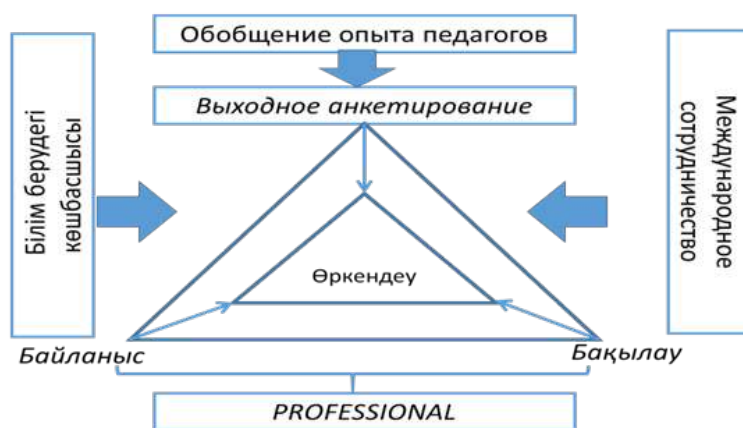 Обобщение опыта педагогов
Выходное анкетирование
Білім берудегі
көшбасшысы
Международное
сотрудничество
Өркендеу
Байланыс
Бақылау
PROFESSIONAL